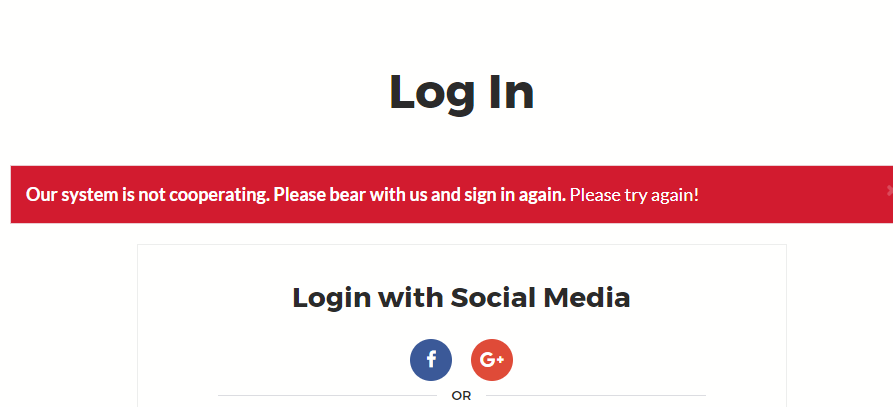 Log In
Our system is not cooperating. Please bear with us and sign in again. Please try again!
Login with Social Media
f G+
OR